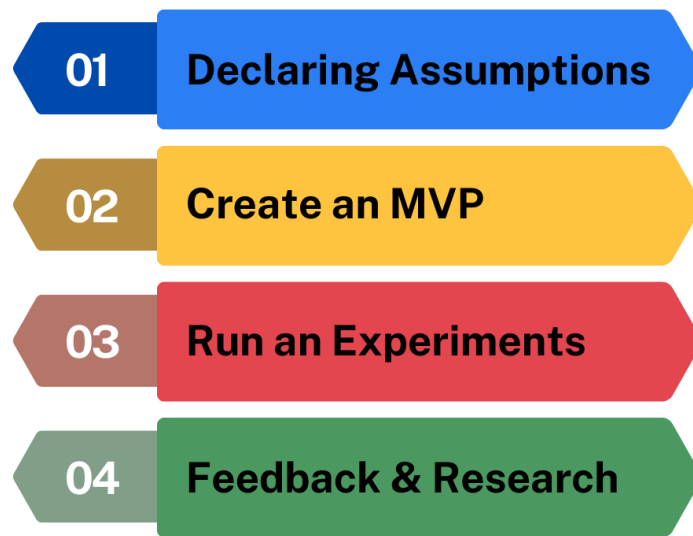 01 Declaring Assumptions
02 Create an MVP
03 Run an Experiments
04 Feedback & Research